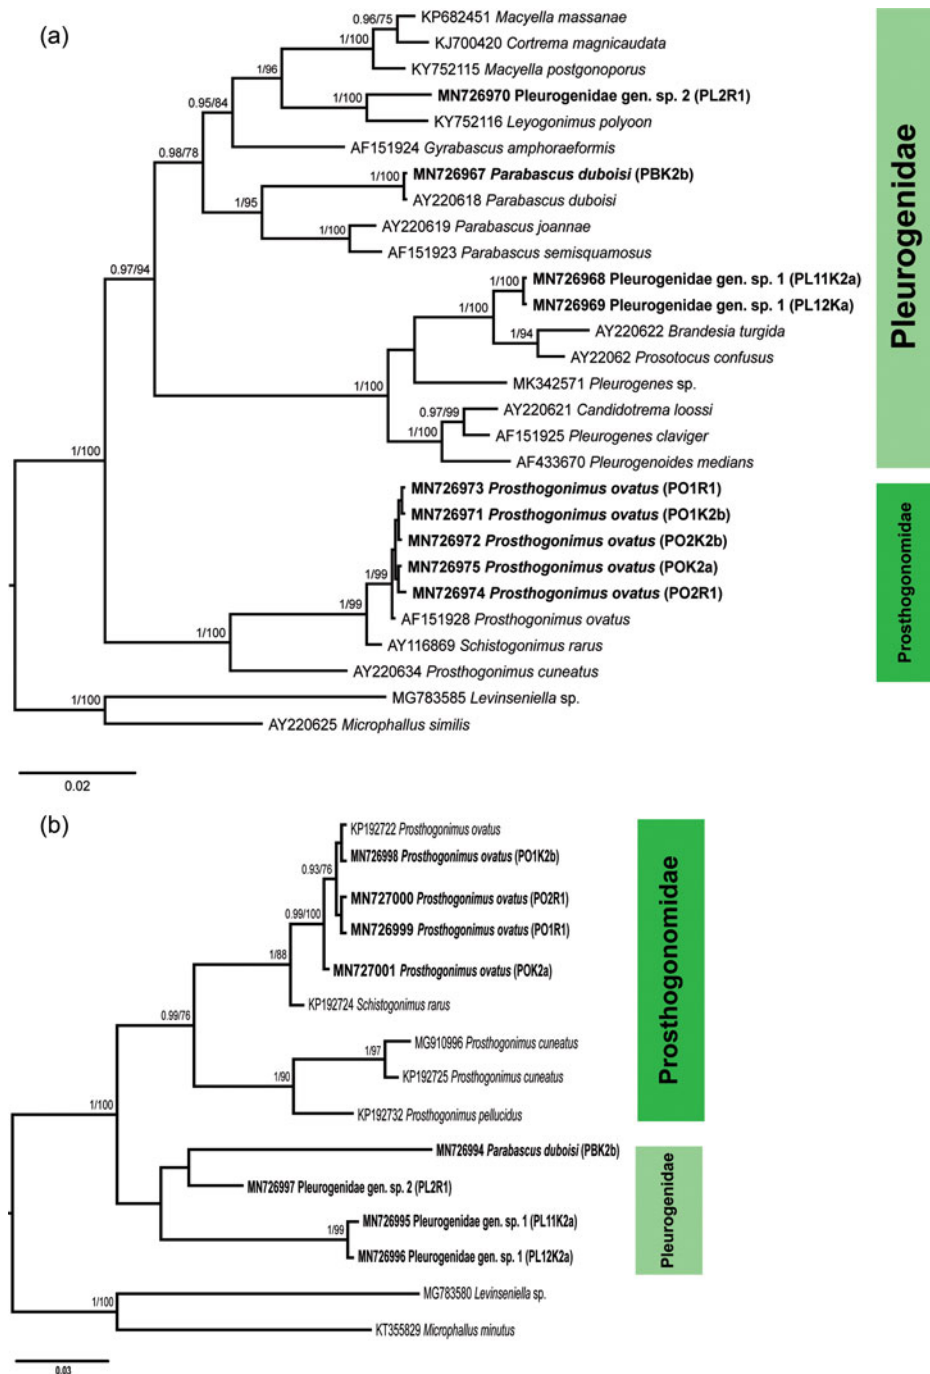 (a)
KP682451 Macyella massanae
0.96/75
KJ700420 Cortrema magnicaudata
1/100
KY752115 Macyella postgonoporus
1/96
MN726970 Pleurogenidae gen. sp. 2 (PL2R1)
1/100
KY752116 Leyogonimus polyoon
0.95/84
AF151924 Gyrabascus amphoraeformis
0.98/78
MN726967 Parabascus duboisi (PBK2b)
1/100
AY220618 Parabascus duboisi
1/95
AY220619 Parabascus joannae
1/100
AF151923 Parabascus semisquamosus
0.97/94
MN726968 Pleurogenidae gen. sp. 1 (PL11K2a)
1/100
MN726969 Pleurogenidae gen. sp. 1 (PL12Ka)
AY220622 Brandesia turgida
1/94
AY22062 Prosotocus confusus
MK342571 Pleurogenes sp.
1/100
AY220621 Candidotrema loossi
0.97/99
AF151925 Pleurogenes claviger
1/100
AF433670 Pleurogenoides medians
1/100
MN726973 Prosthogonimus ovatus (PO1R1)
MN726971 Prosthogonimus ovatus (PO1K2b)
MN726972 Prosthogonimus ovatus (PO2K2b)
MN726975 Prosthogonimus ovatus (POK2a)
1/99
MN726974 Prosthogonimus ovatus (PO2R1)
1/99
AF151928 Prosthogonimus ovatus
AY116869 Schistogonimus rarus
1/100
AY220634 Prosthogonimus cuneatus
MG783585 Levinseniella sp.
1/100
AY220625 Microphallus similis
0.02
Pleurogenidae
Prosthogonomidae
(b)
KP192722 Prosthogonimus ovatus
MN726998 Prosthogonimus ovatus (PO1K2b)
0.93/76
MN727000 Prosthogonimus ovatus (PO2R1)
0.99/100
MN726999 Prosthogonimus ovatus (PO1R1)
1/88
MN727001 Prosthogonimus ovatus (POK2a)
KP192724 Schistogonimus rarus
0.99/76
MG910996 Prosthogonimus cuneatus
1/97
KP192725 Prosthogonimus cuneatus
1/90
KP192732 Prosthogonimus pellucidus
1/100
MN726994 Parabascus duboisi (PBK2b)
MN726997 Pleurogenidae gen. sp. 2 (PL2R1)
MN726995 Pleurogenidae gen. sp. 1 (PL11K2a)
1/99
MN726996 Pleurogenidae gen. sp. 1 (PL12K2a)
MG783580 Levinseniella sp.
1/100
KT355829 Microphallus minutus
0.03
Prosthogonomidae
Pleurogenidae